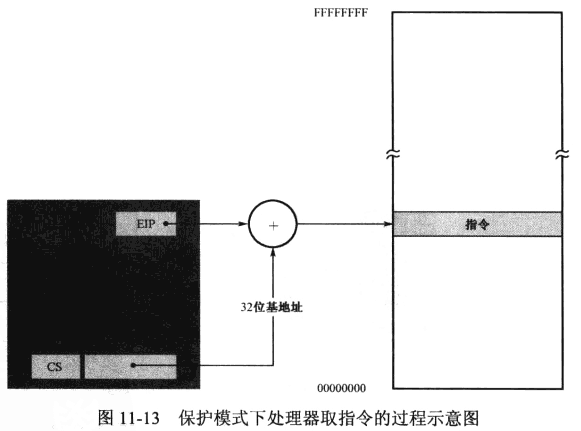 FFFFFFFF
EIP
+
指令
32位基地址
CS
00000000
图 11-13 保护模式下处理器取指令的过程示意图